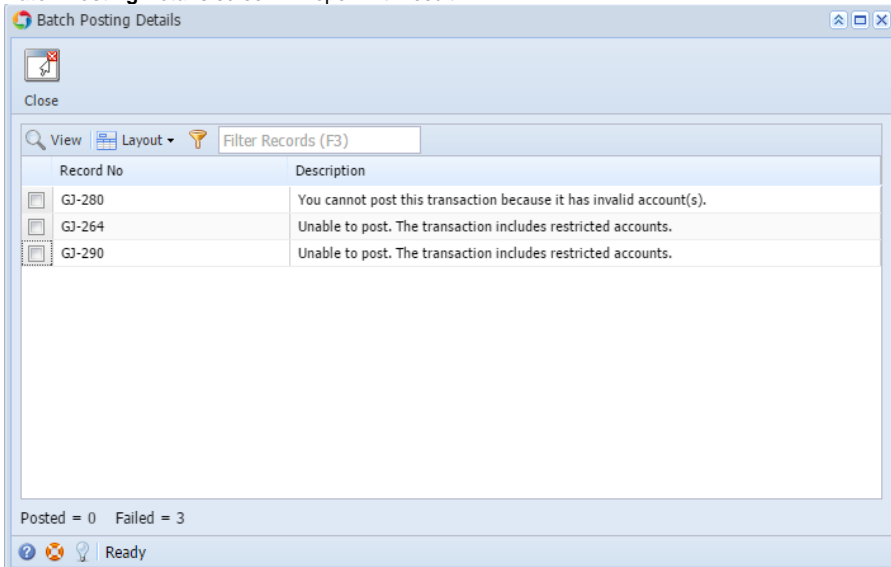 Batch Posting Details
Close
View Layout Filter Records (F3)
Record No Description
GJ-280 You cannot post this transaction because it has invalid account(s).
GJ-264 Unable to post. The transaction includes restricted accounts.
GJ-290 Unable to post. The transaction includes restricted accounts.
Posted = 0 Failed = 3
Ready